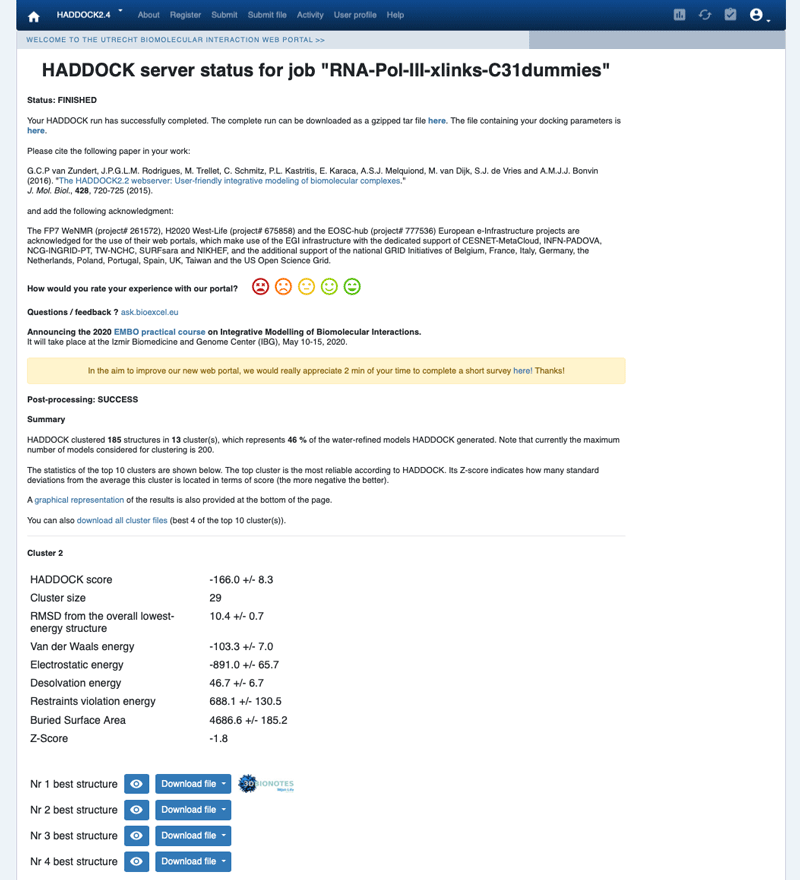 HADDOCK2.4 About Register Submit Submit file Activity User profile Help
WELCOME TO THE UTRECHT BIOMOLECULAR INTERACTION WEB PORTAL >>
HADDOCK server status for job "RNA-Pol-III-xlinks-C31dummies"
Status: FINISHED
Your HADDOCK run has successfully completed. The complete run can be downloaded as a gzipped tar file here. The file containing your docking parameters is
here.
Please cite the following paper in your work:
G.C.P van Zundert, J.P.G.L.M. Rodrigues, M. Trellet, C. Schmitz, P.L. Kastritis, E. Karaca, A.S.J. Melquiond, M. van Dijk, S.J. de Vries and A.M.J.J. Bonvin
(2016). "The HADDOCK2.2 webserver: User-friendly integrative modeling of biomolecular complexes."
J. Mol. Biol., 428, 720-725 (2015).
and add the following acknowledgment:
The FP7 WeNMR (project# 261572), H2020 West-Life (project# 675858) and the EOSC-hub (project# 777536) European e-Infrastructure projects are
acknowledged for the use of their web portals, which make use of the EGI infrastructure with the dedicated support of CESNET-MetaCloud, INFN-PADOVA,
NCG-INGRID-PT, TW-NCHC, SURFsara and NIKHEF, and the additional support of the national GRID Initiatives of Belgium, France, Italy, Germany, the
Netherlands, Poland, Portugal, Spain, UK, Taiwan and the US Open Science Grid.
How would you rate your experience with our portal?
Questions / feedback ? ask.bioexcel.eu
Announcing the 2020 EMBO practical course on Integrative Modelling of Biomolecular Interactions.
It will take place at the Izmir Biomedicine and Genome Center (IBG), May 10-15, 2020.
In the aim to improve our new web portal, we would really appreciate 2 min of your time to complete a short survey here! Thanks!
Post-processing: SUCCESS
Summary
HADDOCK clustered 185 structures in 13 cluster(s), which represents 46 % of the water-refined models HADDOCK generated. Note that currently the maximum
number of models considered for clustering is 200.
The statistics of the top 10 clusters are shown below. The top cluster is the most reliable according to HADDOCK. Its Z-score indicates how many standard
deviations from the average this cluster is located in terms of score (the more negative the better).
A graphical representation of the results is also provided at the bottom of the page.
You can also download all cluster files (best 4 of the top 10 cluster(s)).
Cluster 2
HADDOCK score -166.0 +/- 8.3
Cluster size 29
RMSD from the overall lowest- 10.4 +/- 0.7
energy structure
Van der Waals energy -103.3 +/- 7.0
Electrostatic energy -891.0 +/- 65.7
Desolvation energy 46.7 +/- 6.7
Restraints violation energy 688.1 +/- 130.5
Buried Surface Area 4686.6 +/- 185.2
Z-Score -1.8
Nr 1 best structure Download file 3DBIONOTES
West-Life
Nr 2 best structure Download file
Nr 3 best structure Download file
Nr 4 best structure Download file